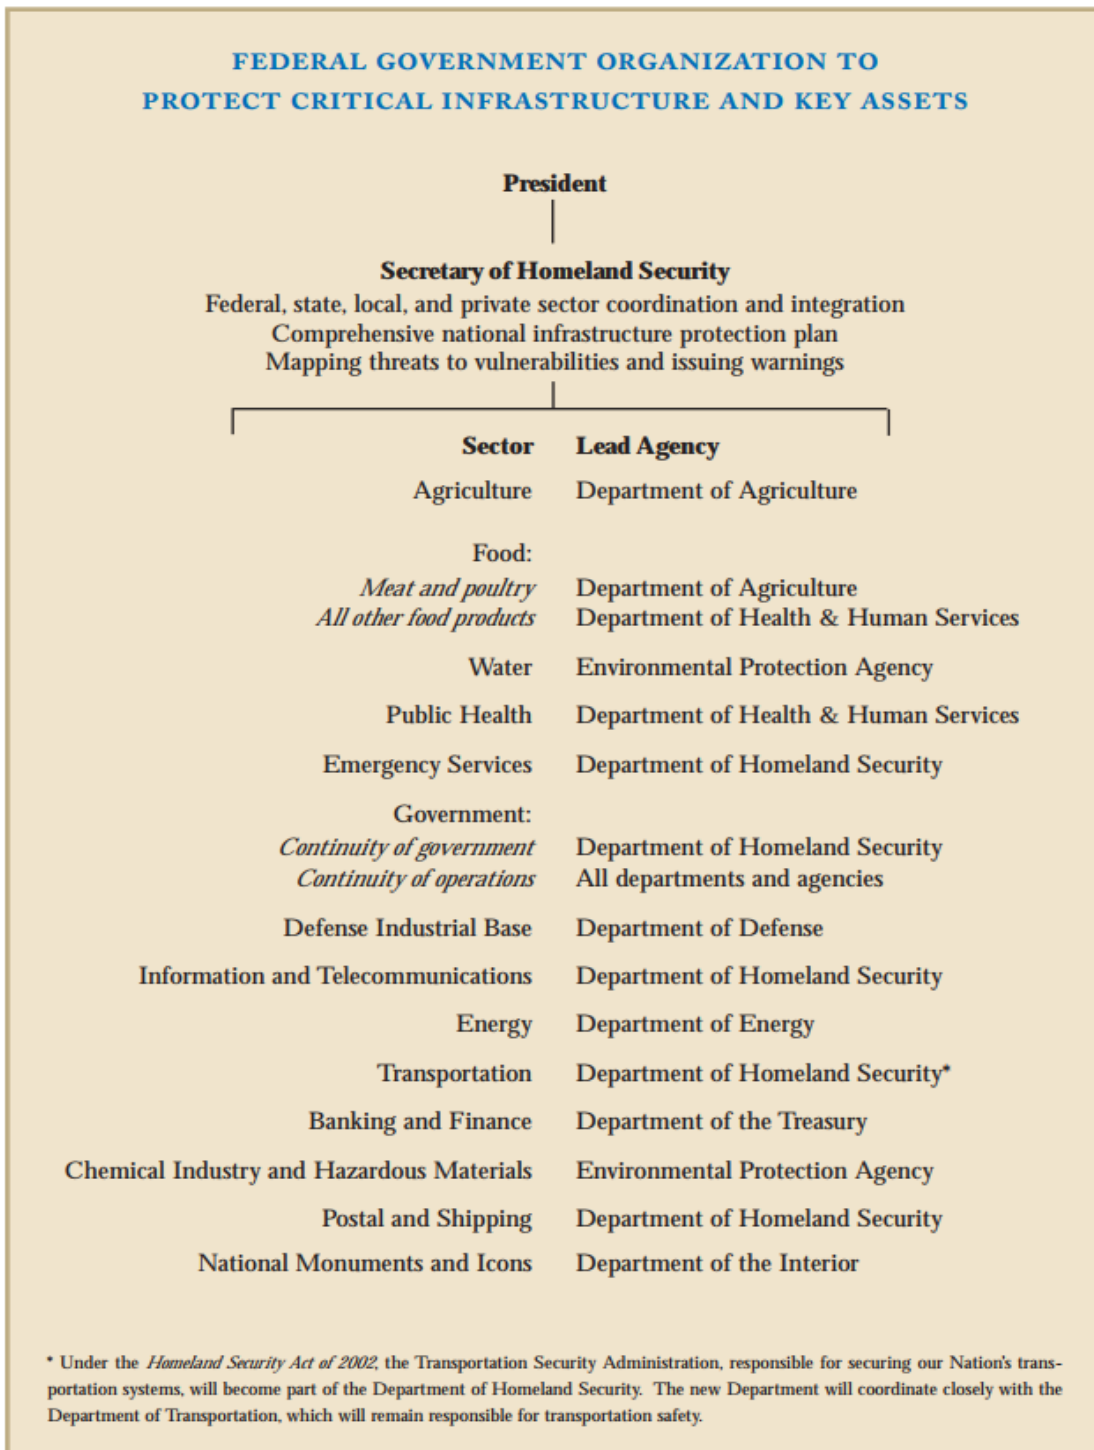 FEDERAL GOVERNMENT ORGANIZATION TO
PROTECT CRITICAL INFRASTRUCTURE AND KEY ASSETS
President
Secretary of Homeland Security
Federal, state, local, and private sector coordination and integration
Comprehensive national infrastructure protection plan
Mapping threats to vulnerabilities and issuing warnings
Sector Lead Agency
Agriculture Department of Agriculture
Food:
Meat and poultry Department of Agriculture
All other food products Department of Health & Human Services
Water Environmental Protection Agency
Public Health Department of Health & Human Services
Emergency Services Department of Homeland Security
Government:
Continuity of government Department of Homeland Security
Continuity of operations All departments and agencies
Defense Industrial Base Department of Defense
Information and Telecommunications Department of Homeland Security
Energy Department of Energy
Transportation Department of Homeland Security*
Banking and Finance Department of the Treasury
Chemical Industry and Hazardous Materials Environmental Protection Agency
Postal and Shipping Department of Homeland Security
National Monuments and Icons Department of the Interior
* Under the Homeland Security Act of 2002, the Transportation Security Administration, responsible for securing our Nation's trans-
portation systems, will become part of the Department of Homeland Security. The new Department will coordinate closely with the
Department of Transportation, which will remain responsible for transportation safety.